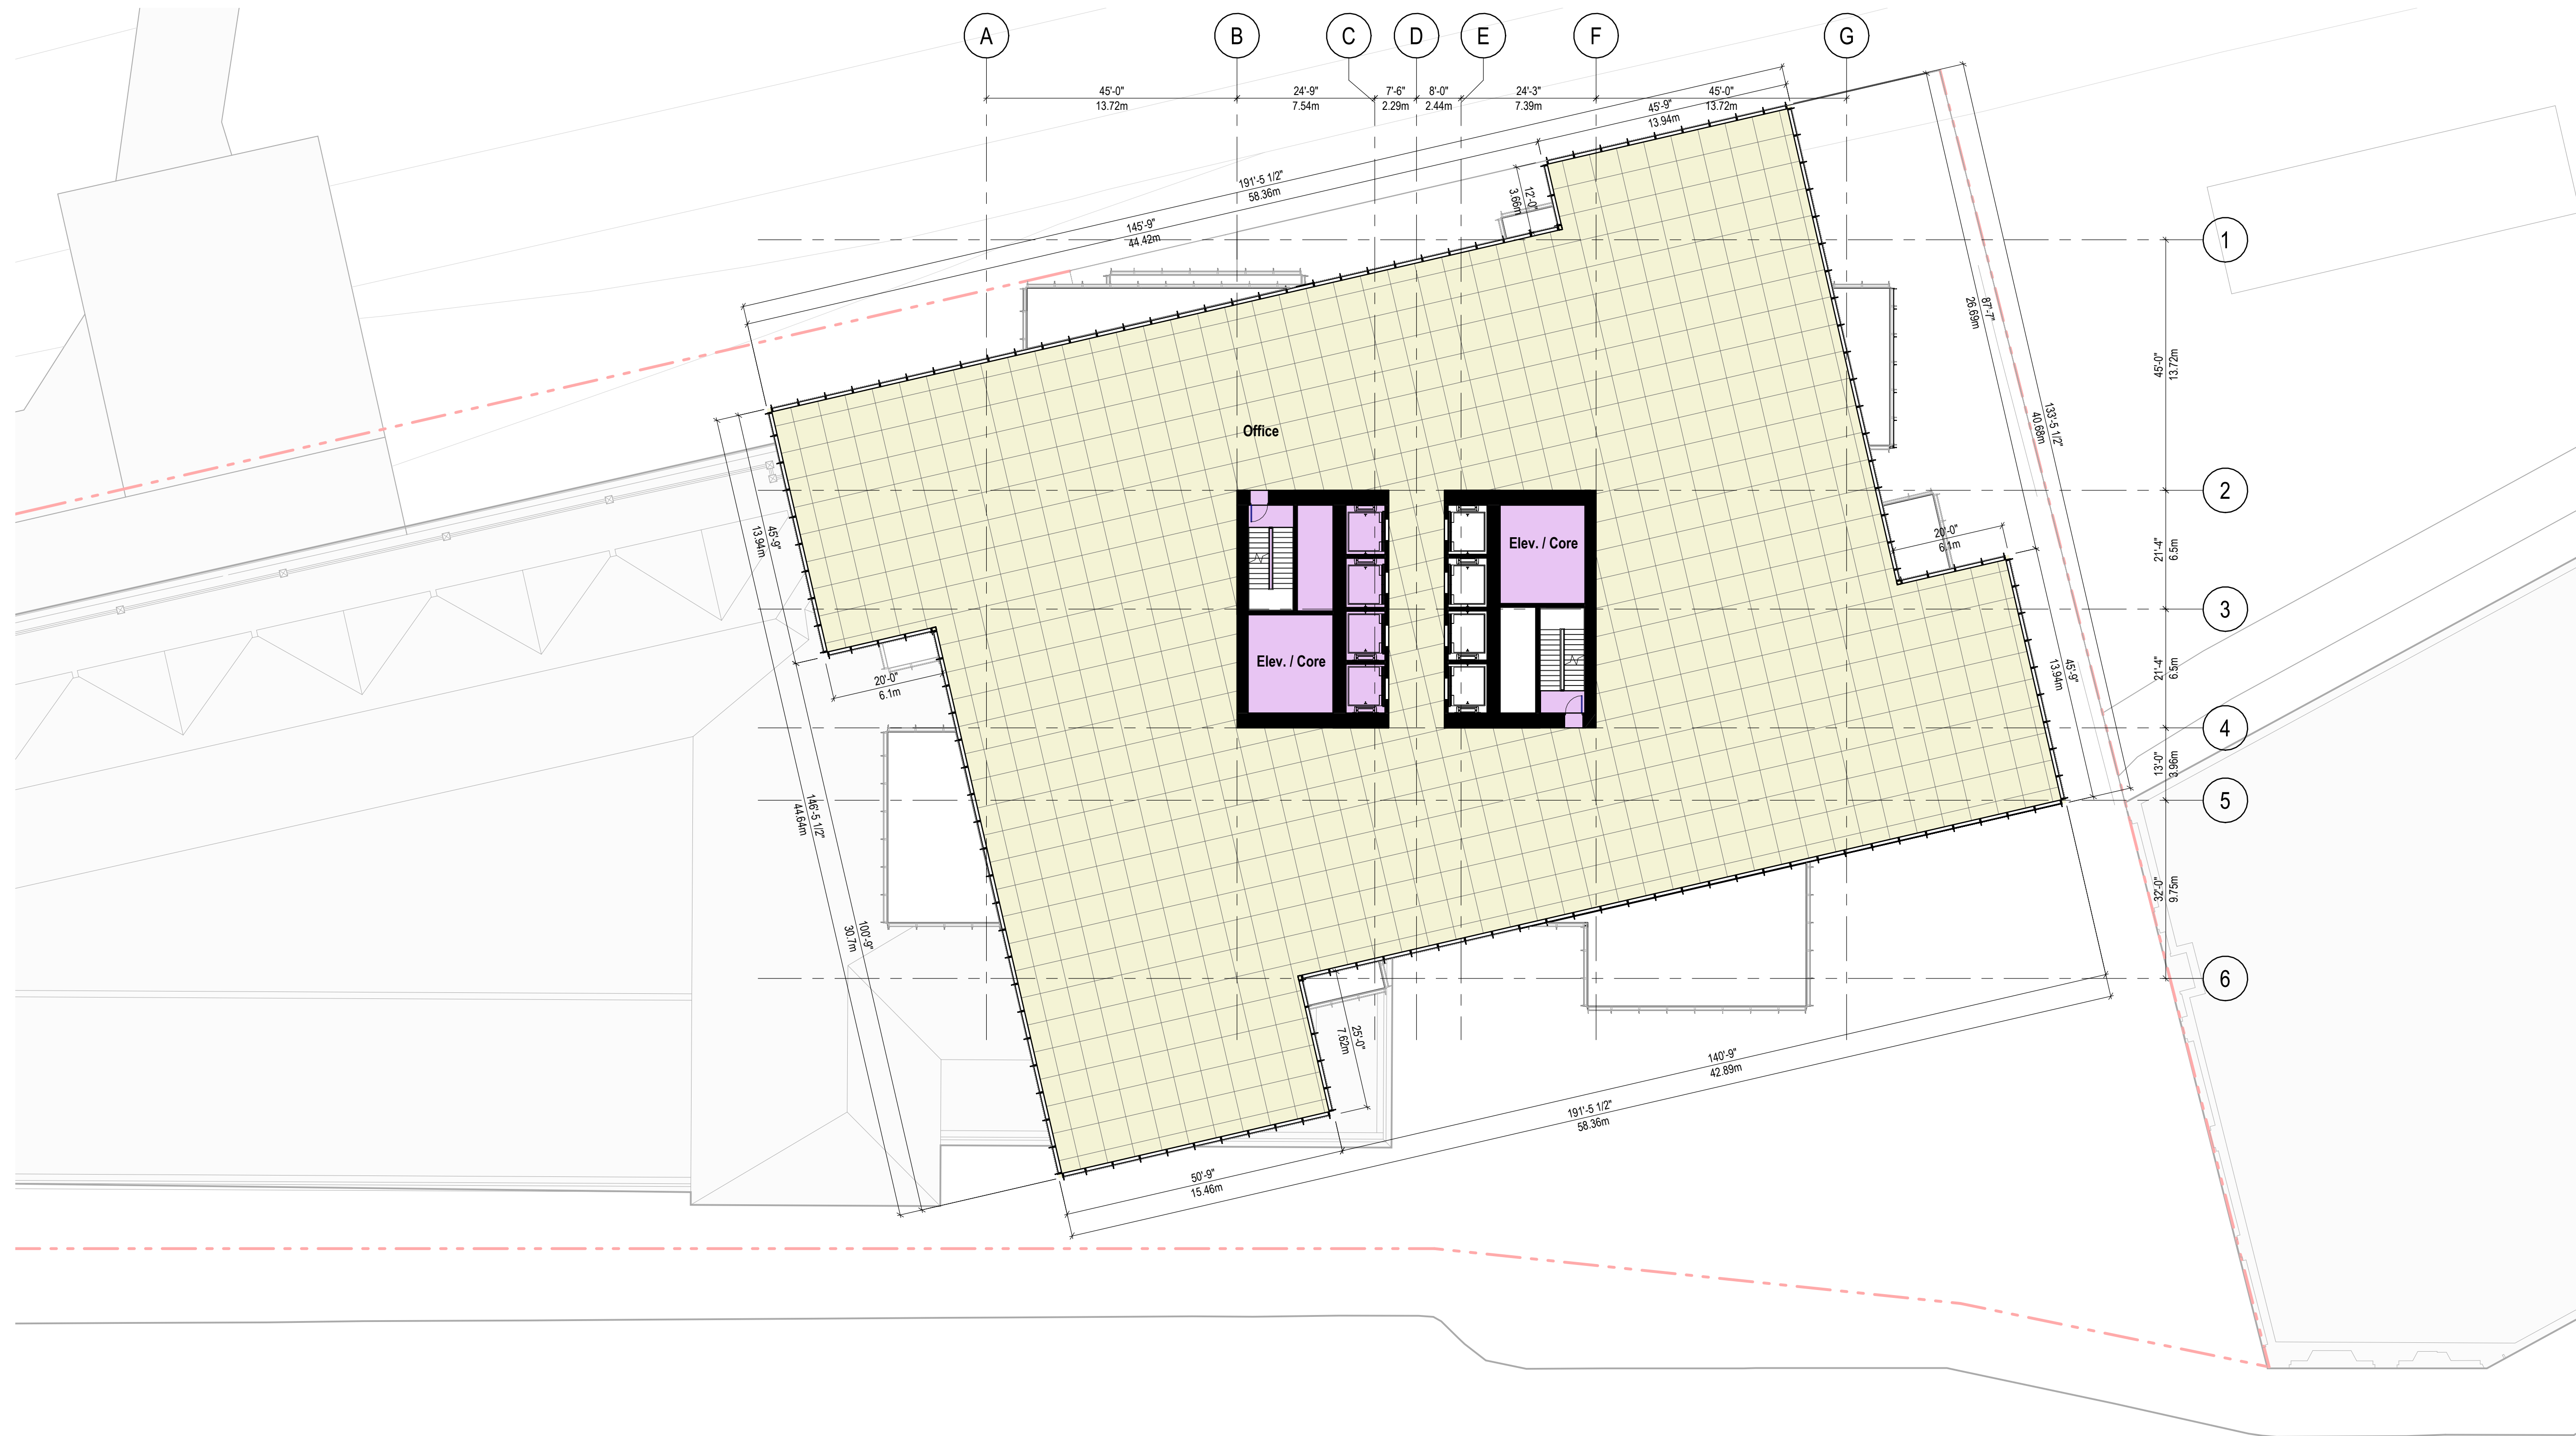 A
B
C
D
E
F
G
45'-0"
13.72m
24'-9"
7.54m
7'-6"
2.29m
8'-0"
2.44m
24'-3"
7.39m
45'-0"
13.72m
45'-9"
13.94m
191'-5 1/2"
58.36m
145'-9"
44.42m
12'-0"
3.66m
1
87'-7"
26.69m
45'-0"
13.72m
133'-5 1/2"
40.68m
Office
2
45'-9"
13.94m
Elev. / Core
20'-0"
6.1m
21'-4"
6.5m
3
Elev. / Core
20'-0"
6.1m
45'-9"
13.94m
21'-4"
6.5m
4
13'-0"
3.96m
146'-5 1/2"
44.64m
5
32'-0"
9.75m
100'-9"
30.7m
6
25'-0"
7.62m
140'-9"
42.89m
191'-5 1/2"
58.36m
50'-9"
15.46m